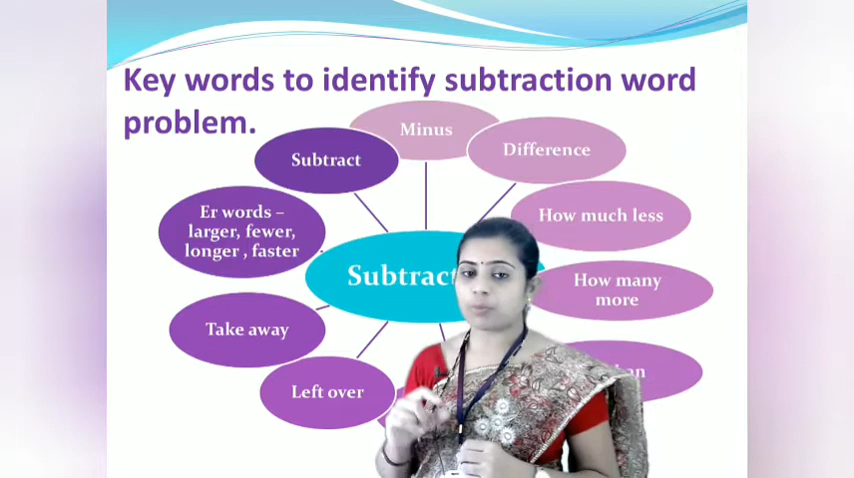 Key words to identify subtraction word
problem.
Minus
Subtract
Difference
Er words –
larger, fewer,
longer , faster
How much less
How many
more
Take away
Left over